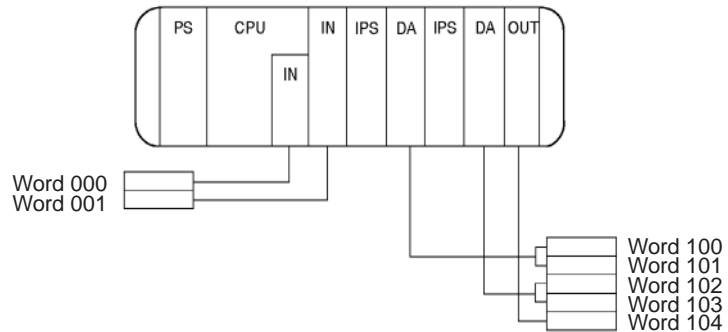 PS CPU IN IPS DA IPS DA OUT
IN
Word 000
Word 001
Word 100
Word 101
Word 102
Word 103
Word 104